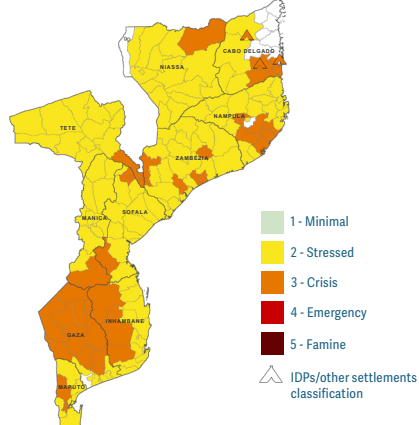 CABO DELGADO
NIASSA
NAMPULA
TETE
ZAMBÉZIA
MANICA
SOFALA
INHAMBANE
GAZA
MAPUTO
1 - Minimal
2 - Stressed
3 - Crisis
4 - Emergency
5 - Famine
IDPs/other settlements
classification